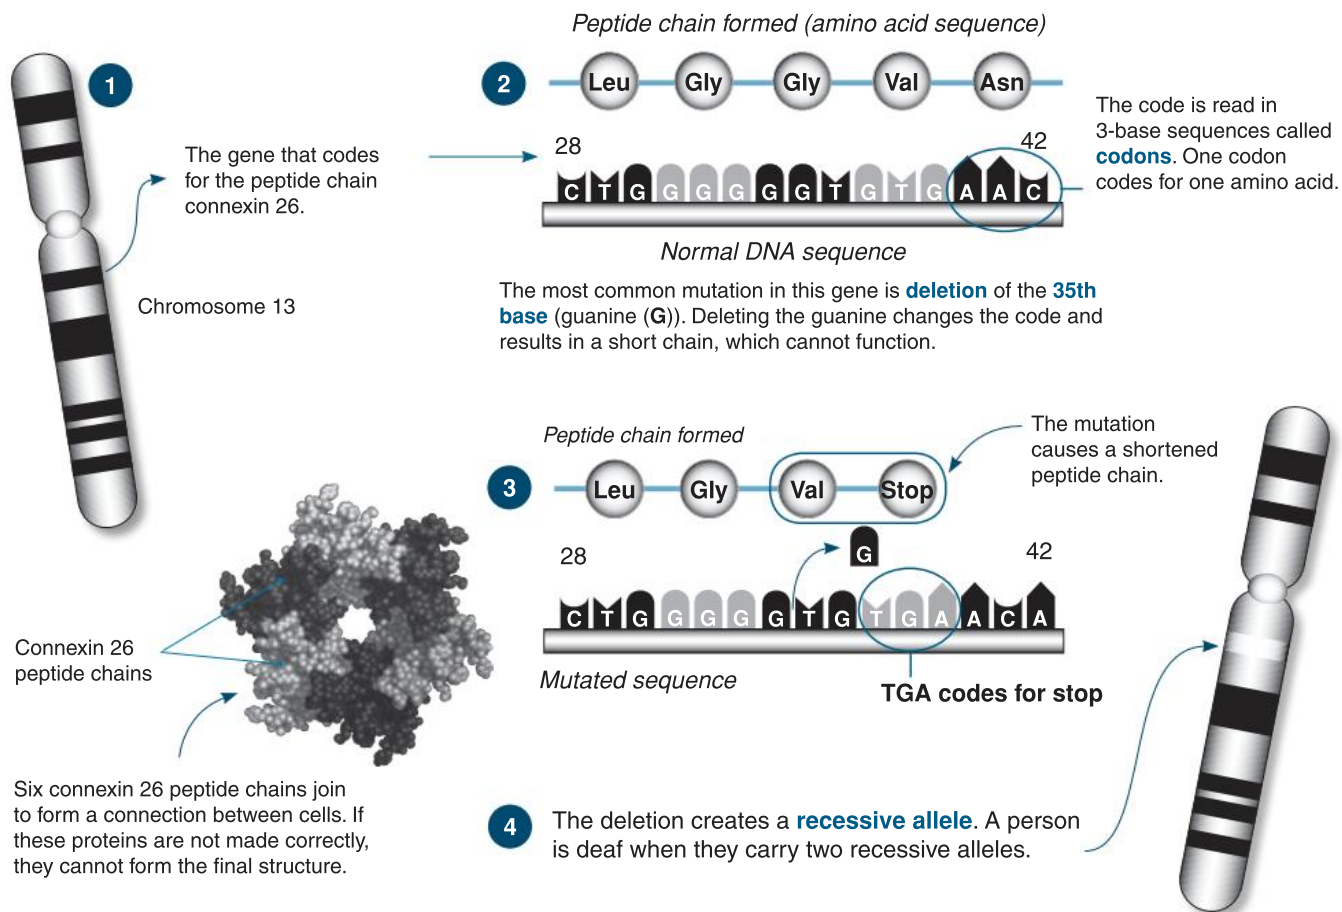 1
The gene that codes
for the peptide chain
connexin 26.
Chromosome 13
2
Peptide chain formed (amino acid sequence)
Leu Gly Gly Val Asn
28 42
C T G G G G G G T G T G A A C
Normal DNA sequence
The code is read in
3-base sequences called
codons. One codon
codes for one amino acid.
The most common mutation in this gene is deletion of the 35th
base (guanine (G)). Deleting the guanine changes the code and
results in a short chain, which cannot function.
3
Peptide chain formed
Leu Gly Val Stop
The mutation
causes a shortened
peptide chain.
G
28 42
C T G G G G G T G T G A A C A
Mutated sequence
TGA codes for stop
Connexin 26
peptide chains
Six connexin 26 peptide chains join
to form a connection between cells. If
these proteins are not made correctly,
they cannot form the final structure.
4
The deletion creates a recessive allele. A person
is deaf when they carry two recessive alleles.